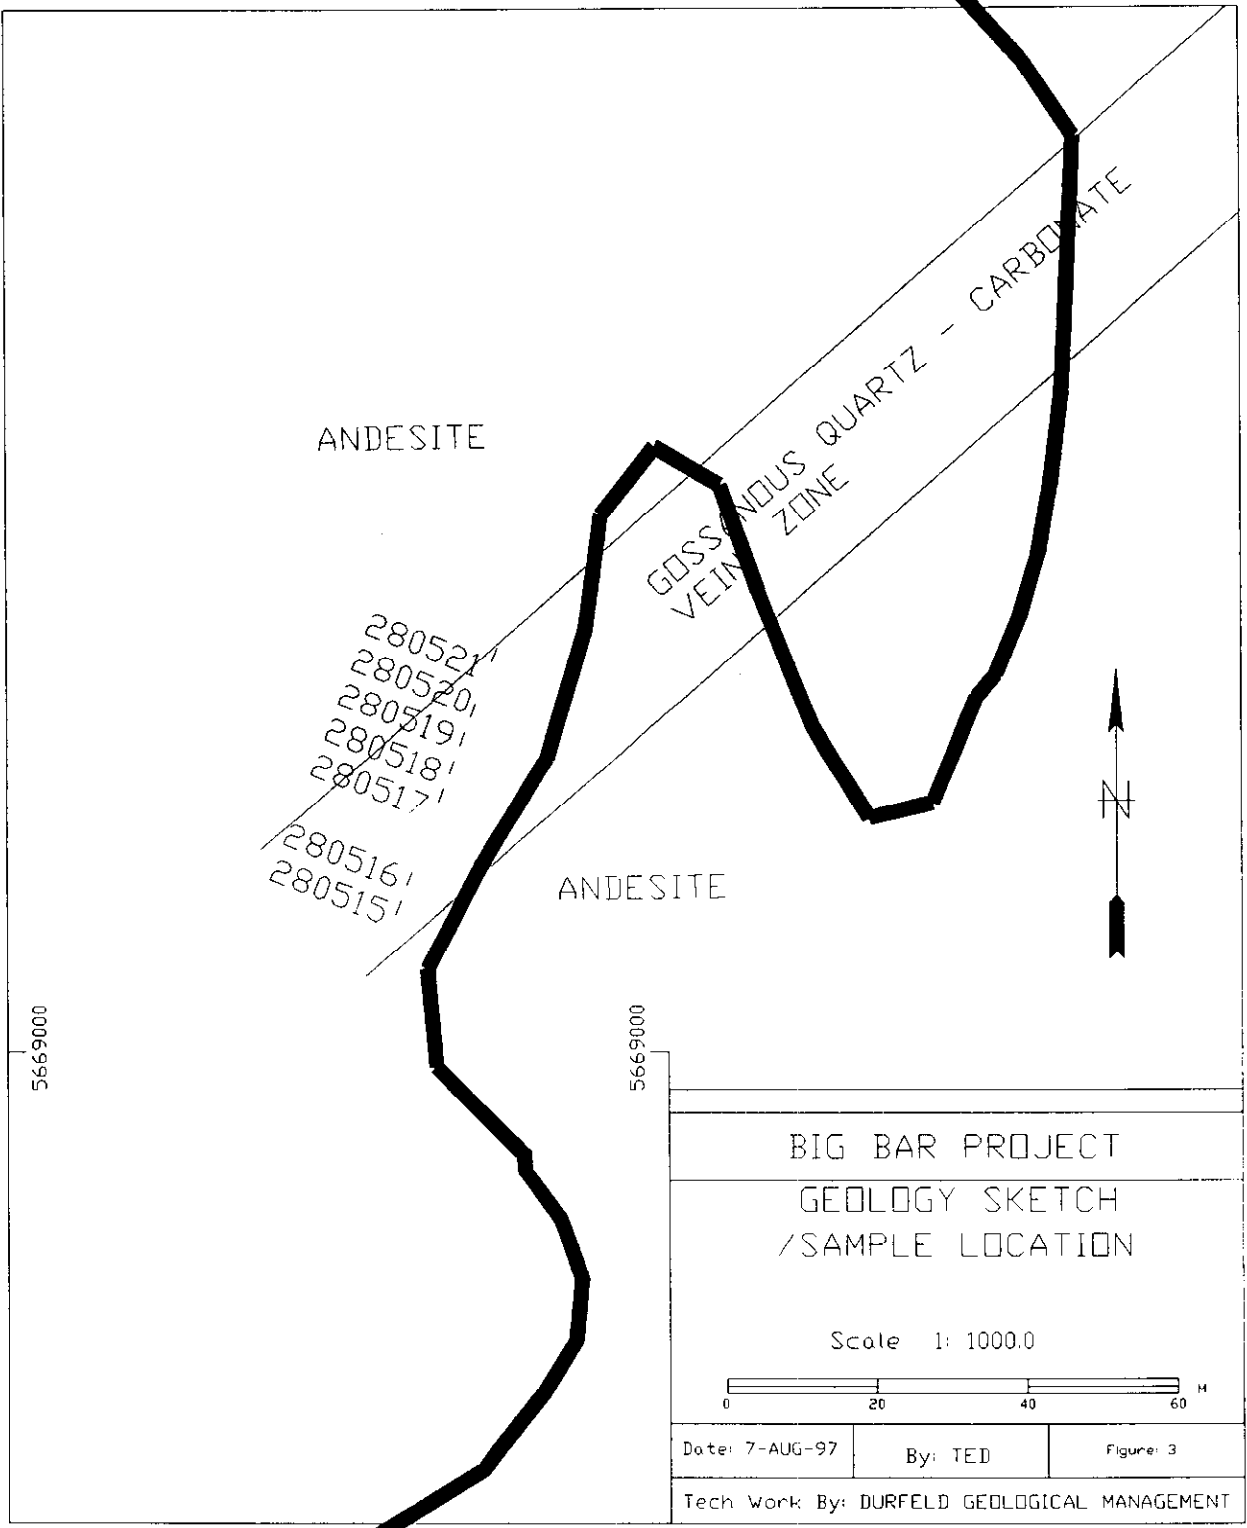 GOSSANOUS QUARTZ - CARBONATE
VEIN ZONE
ANDESITE
280521
280520
280519
280518
280517
280516
280515
ANDESITE
N
5669000
5669000
BIG BAR PROJECT
GEOLOGY SKETCH
/SAMPLE LOCATION
Scale 1: 1000.0
0 20 40 60 M
Date: 7-AUG-97
By: TED
Figure: 3
Tech Work By: DURFELD GEOLOGICAL MANAGEMENT